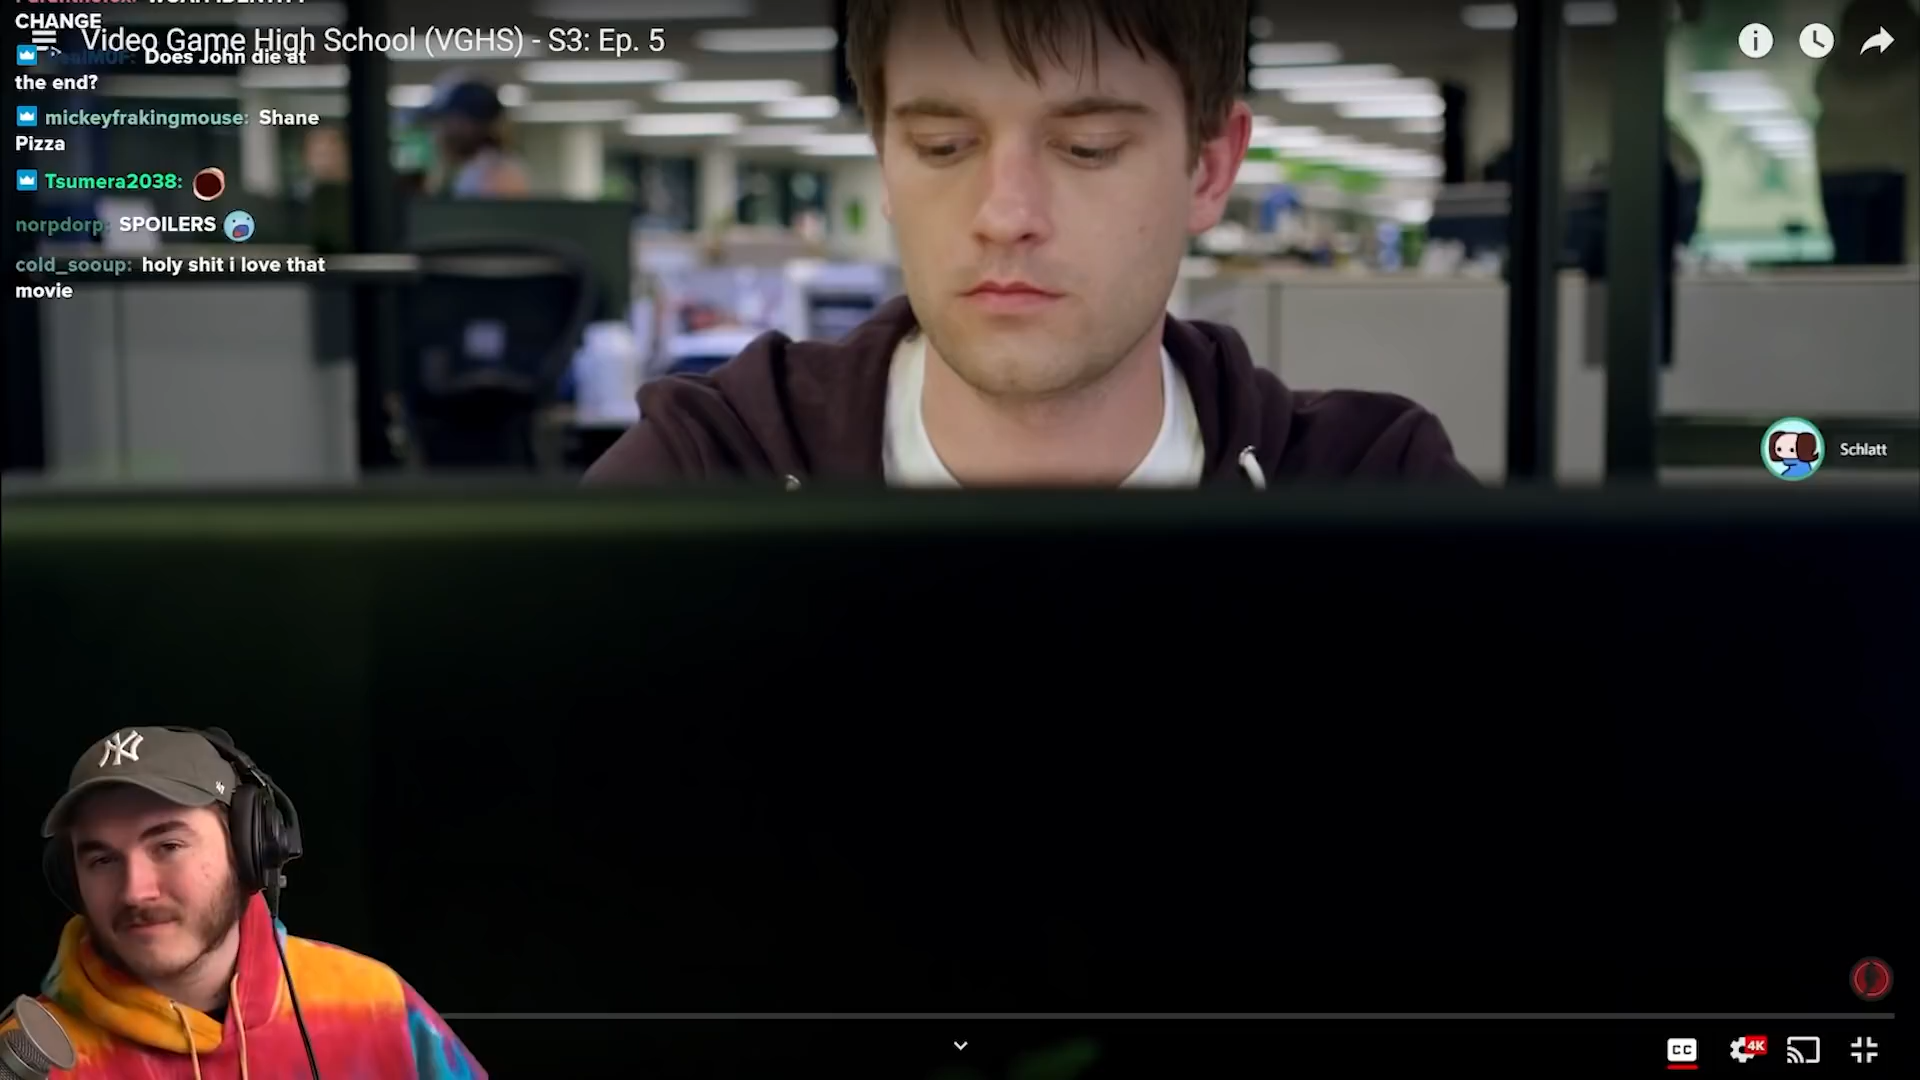 CHANGE
Video Game High School (VGHS) - S3: Ep. 5
Does John die at
the end?
mickeyfrakingmouse: Shane
Pizza
Tsumera2038:
norpdorp: SPOILERS
cold_sooup: holy shit i love that
movie
Schlatt
NY
47
CC
4K